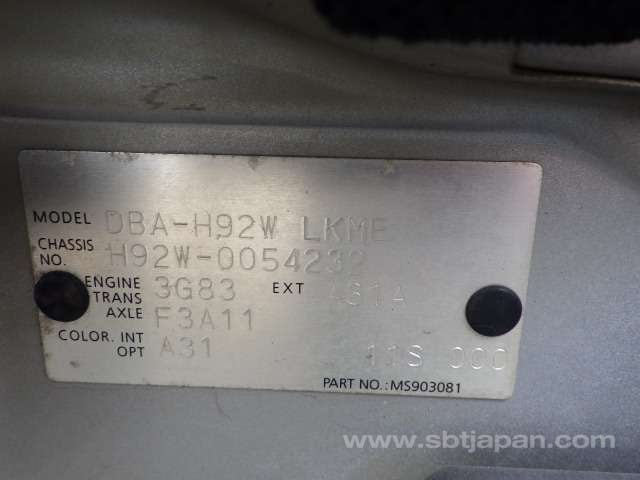 MODEL DBA-H92W LKME
CHASSIS NO. H92W-0054232
ENGINE 3G83 EXT A31A
TRANS AXLE F3A11
COLOR. INT A31
OPT 11S 000
PART NO.:MS903081
www.sbtjapan.com